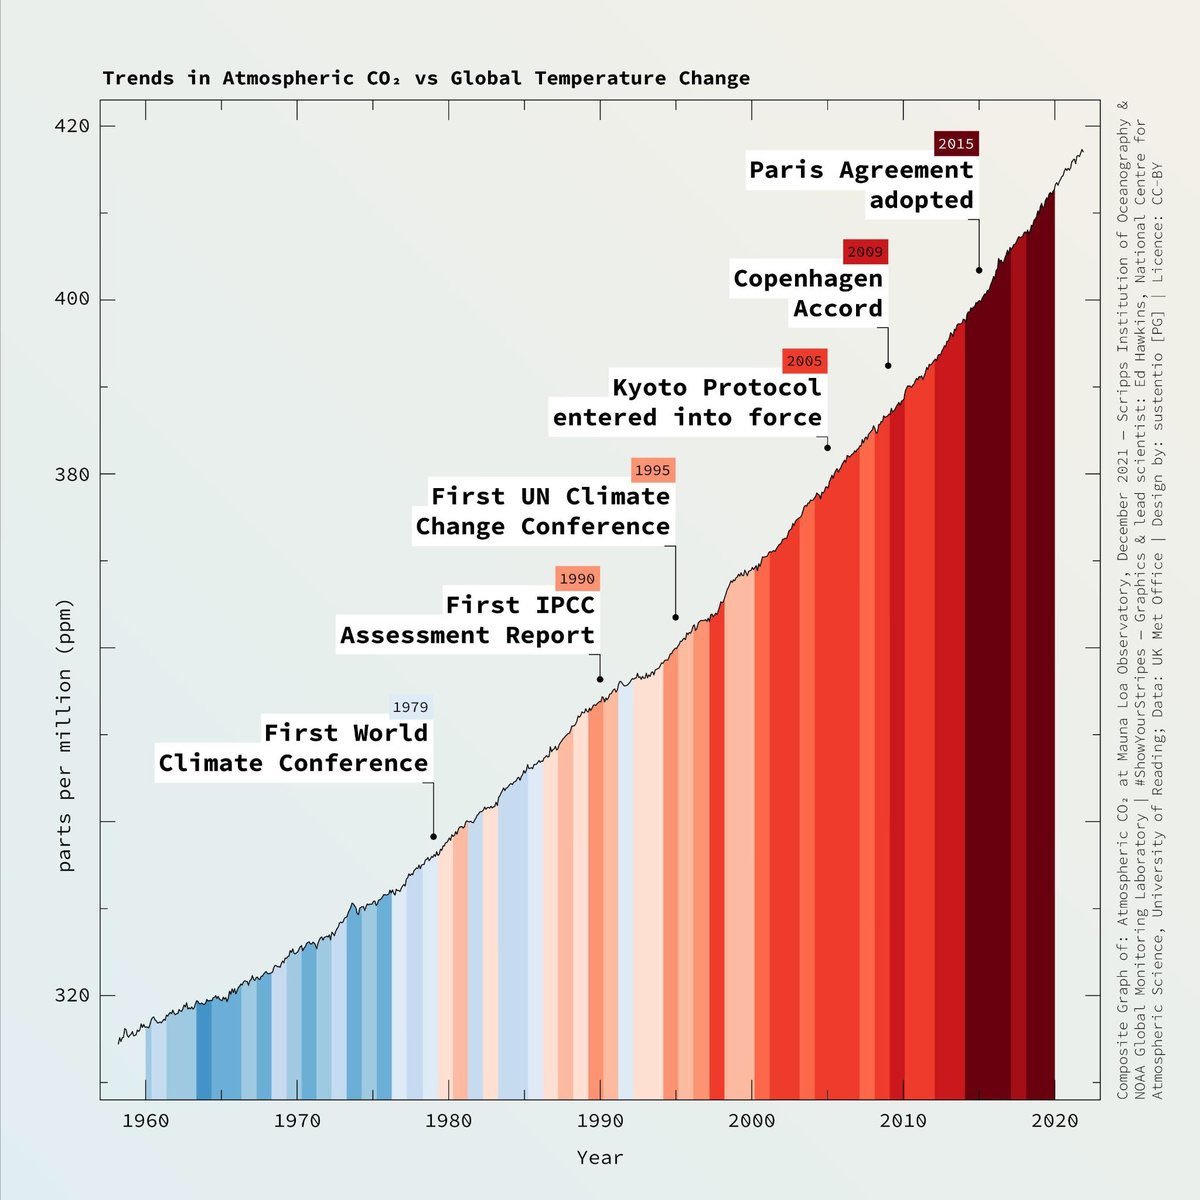 Trends in Atmospheric CO₂ vs Global Temperature Change
420
400
380
320
parts per million (ppm)
2015
Paris Agreement
adopted
2009
Copenhagen
Accord
2005
Kyoto Protocol
entered into force
1995
First UN Climate
Change Conference
1990
First IPCC
Assessment Report
1979
First World
Climate Conference
1960
1970
1980
1990
2000
2010
2020
Year
Composite Graph of: Atmospheric CO₂ at Mauna Loa Observatory, December 2021 – Scripps Institution of Oceanography &
NOAA Global Monitoring Laboratory | #ShowYourStripes – Graphics & lead scientist: Ed Hawkins, National Centre for
Atmospheric Science, University of Reading; Data: UK Met Office | Design by: sustentio [PG] | Licence: CC-BY